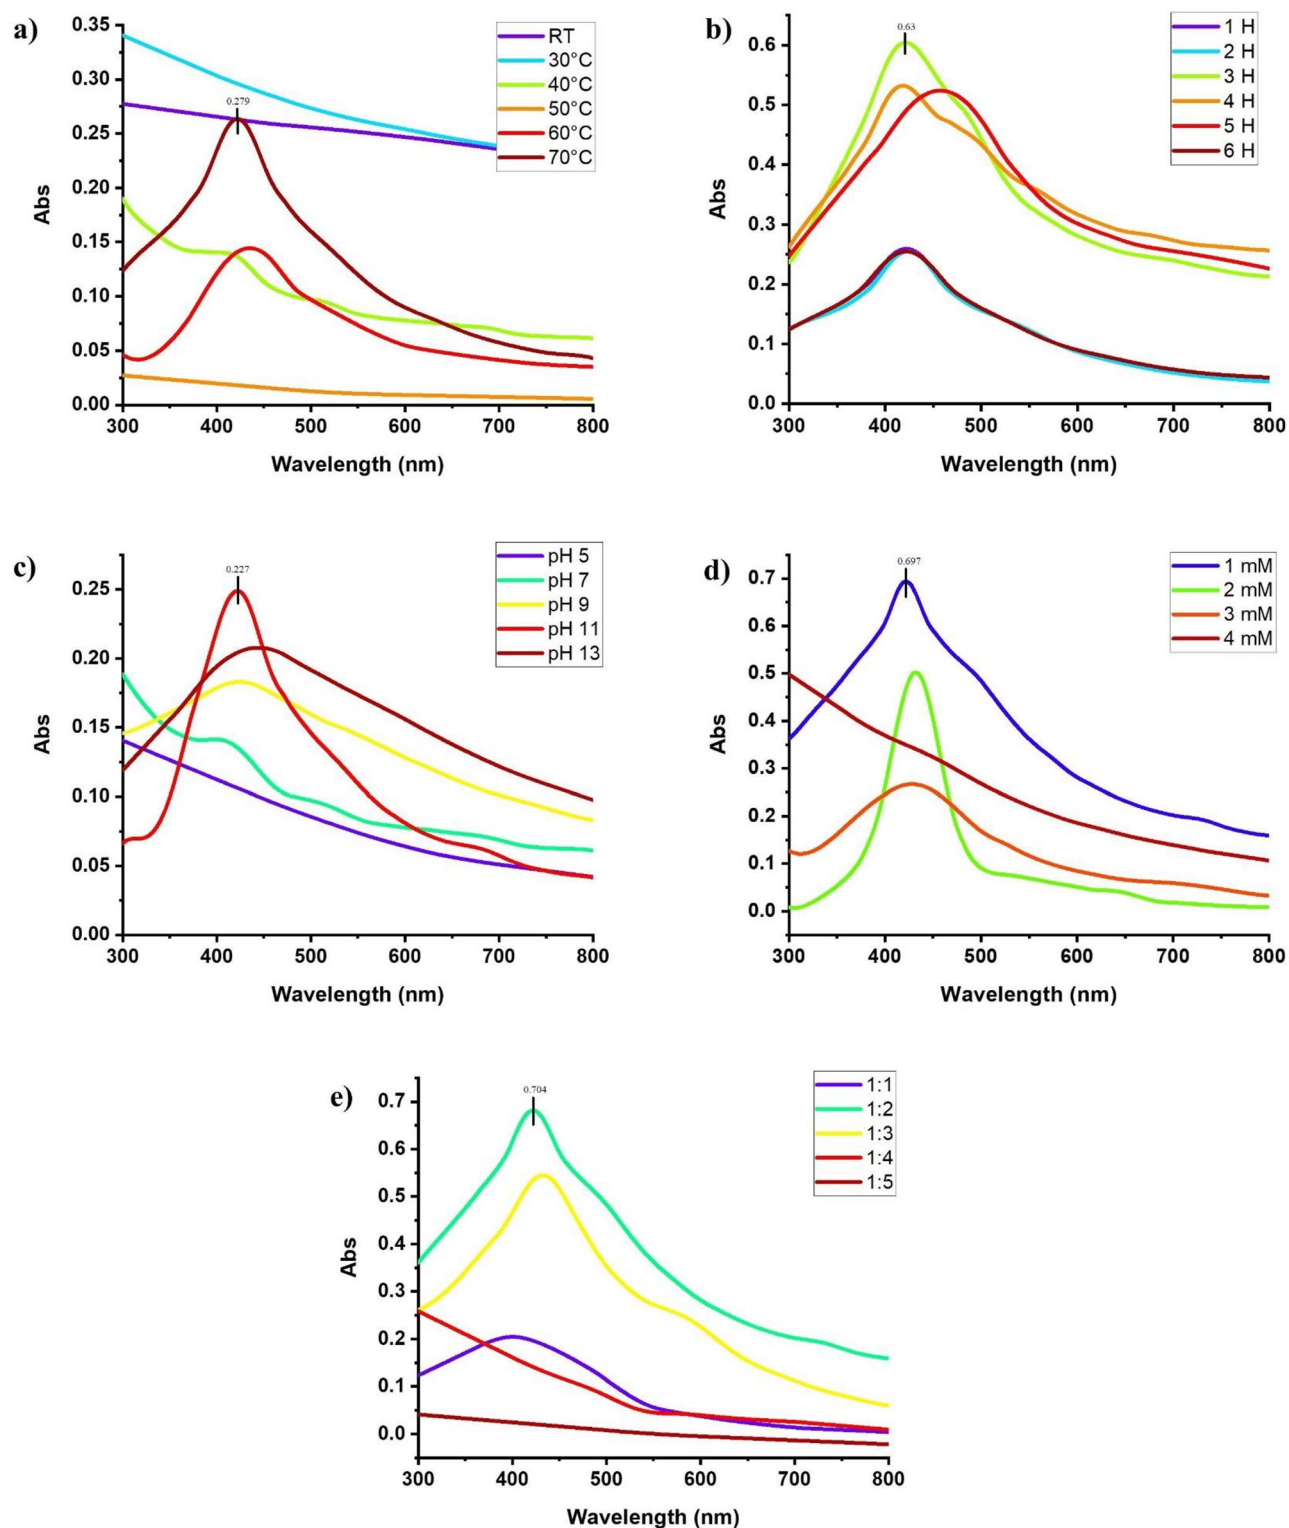 a)
0.35
0.30
0.25
0.20
0.15
0.10
0.05
0.00
Abs
0.279
RT
30°C
40°C
50°C
60°C
70°C
300 400 500 600 700 800
Wavelength (nm)
b)
0.6
0.5
0.4
0.3
0.2
0.1
0.0
Abs
0.63
1 H
2 H
3 H
4 H
5 H
6 H
300 400 500 600 700 800
Wavelength (nm)
c)
0.25
0.20
0.15
0.10
0.05
0.00
Abs
0.227
pH 5
pH 7
pH 9
pH 11
pH 13
300 400 500 600 700 800
Wavelength (nm)
d)
0.7
0.6
0.5
0.4
0.3
0.2
0.1
0.0
Abs
0.697
1 mM
2 mM
3 mM
4 mM
300 400 500 600 700 800
Wavelength (nm)
e)
0.7
0.6
0.5
0.4
0.3
0.2
0.1
0.0
Abs
0.704
1:1
1:2
1:3
1:4
1:5
300 400 500 600 700 800
Wavelength (nm)